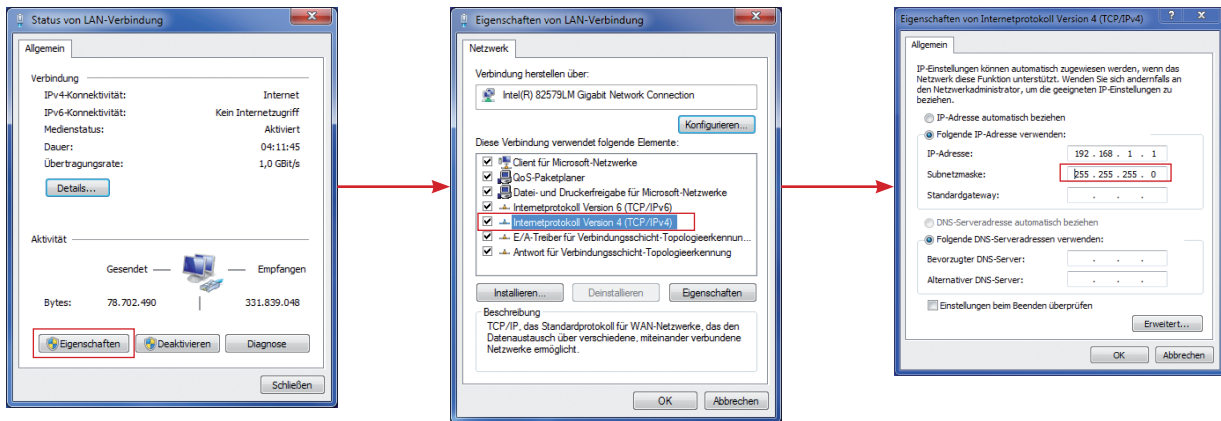 Status von LAN-Verbindung
Allgemein
Verbindung
IPv4-Konnektivität: Internet
IPv6-Konnektivität: Kein Internetzugriff
Medienstatus: Aktiviert
Dauer: 04:11:45
Übertragungsrate: 1,0 GBit/s
Details...
Aktivität
Gesendet — — Empfangen
Bytes: 78.702.490 | 331.839.048
Eigenschaften Deaktivieren Diagnose
Schließen
Eigenschaften von LAN-Verbindung
Netzwerk
Verbindung herstellen über:
Intel(R) 82579LM Gigabit Network Connection
Konfigurieren...
Diese Verbindung verwendet folgende Elemente:
Client für Microsoft-Netzwerke
QoS-Paketplaner
Datei- und Druckerfreigabe für Microsoft-Netzwerke
Internetprotokoll Version 6 (TCP/IPv6)
Internetprotokoll Version 4 (TCP/IPv4)
E/A-Treiber für Verbindungsschicht-Topologieerkennun...
Antwort für Verbindungsschicht-Topologieerkennung
Installieren... Deinstallieren Eigenschaften
Beschreibung
TCP/IP, das Standardprotokoll für WAN-Netzwerke, das den
Datenaustausch über verschiedene, miteinander verbundene
Netzwerke ermöglicht.
OK Abbrechen
Eigenschaften von Internetprotokoll Version 4 (TCP/IPv4) ? X
Allgemein
IP-Einstellungen können automatisch zugewiesen werden, wenn das
Netzwerk diese Funktion unterstützt. Wenden Sie sich andernfalls an
den Netzwerkadministrator, um die geeigneten IP-Einstellungen zu
beziehen.
IP-Adresse automatisch beziehen
Folgende IP-Adresse verwenden:
IP-Adresse: 192 . 168 . 1 . 1
Subnetzmaske: 255 . 255 . 255 . 0
Standardgateway: . . .
DNS-Serveradresse automatisch beziehen
Folgende DNS-Serveradressen verwenden:
Bevorzugter DNS-Server: . . .
Alternativer DNS-Server: . . .
Einstellungen beim Beenden überprüfen
Erweitert...
OK Abbrechen